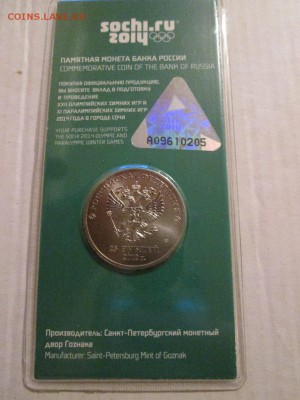 COINS.LAVE.RU
sochi.ru
2014
ПАМЯТНАЯ МОНЕТА БАНКА РОССИИ
COMMEMORATIVE COIN OF THE BANK OF RUSSIA
ПОКУПАЯ ОФИЦИАЛЬНУЮ ПРОДУКЦИЮ,
ВЫ ВНОСИТЕ ВКЛАД В ПОДГОТОВКУ
И ПРОВЕДЕНИЕ
XXII ОЛИМПИЙСКИХ ЗИМНИХ ИГР И
XI ПАРАЛИМПИЙСКИХ ЗИМНИХ ИГР
2014 ГОДА В ГОРОДЕ СОЧИ
YOUR PURCHASE SUPPORTS
THE SOCHI 2014 OLYMPIC AND
PARALYMPIC WINTER GAMES
A09610205
РОССИЙСКАЯ ФЕДЕРАЦИЯ
25 РУБЛЕЙ
Производитель: Санкт-Петербургский монетный
двор Гознака
Manufacturer: Saint-Petersburg Mint of Goznak